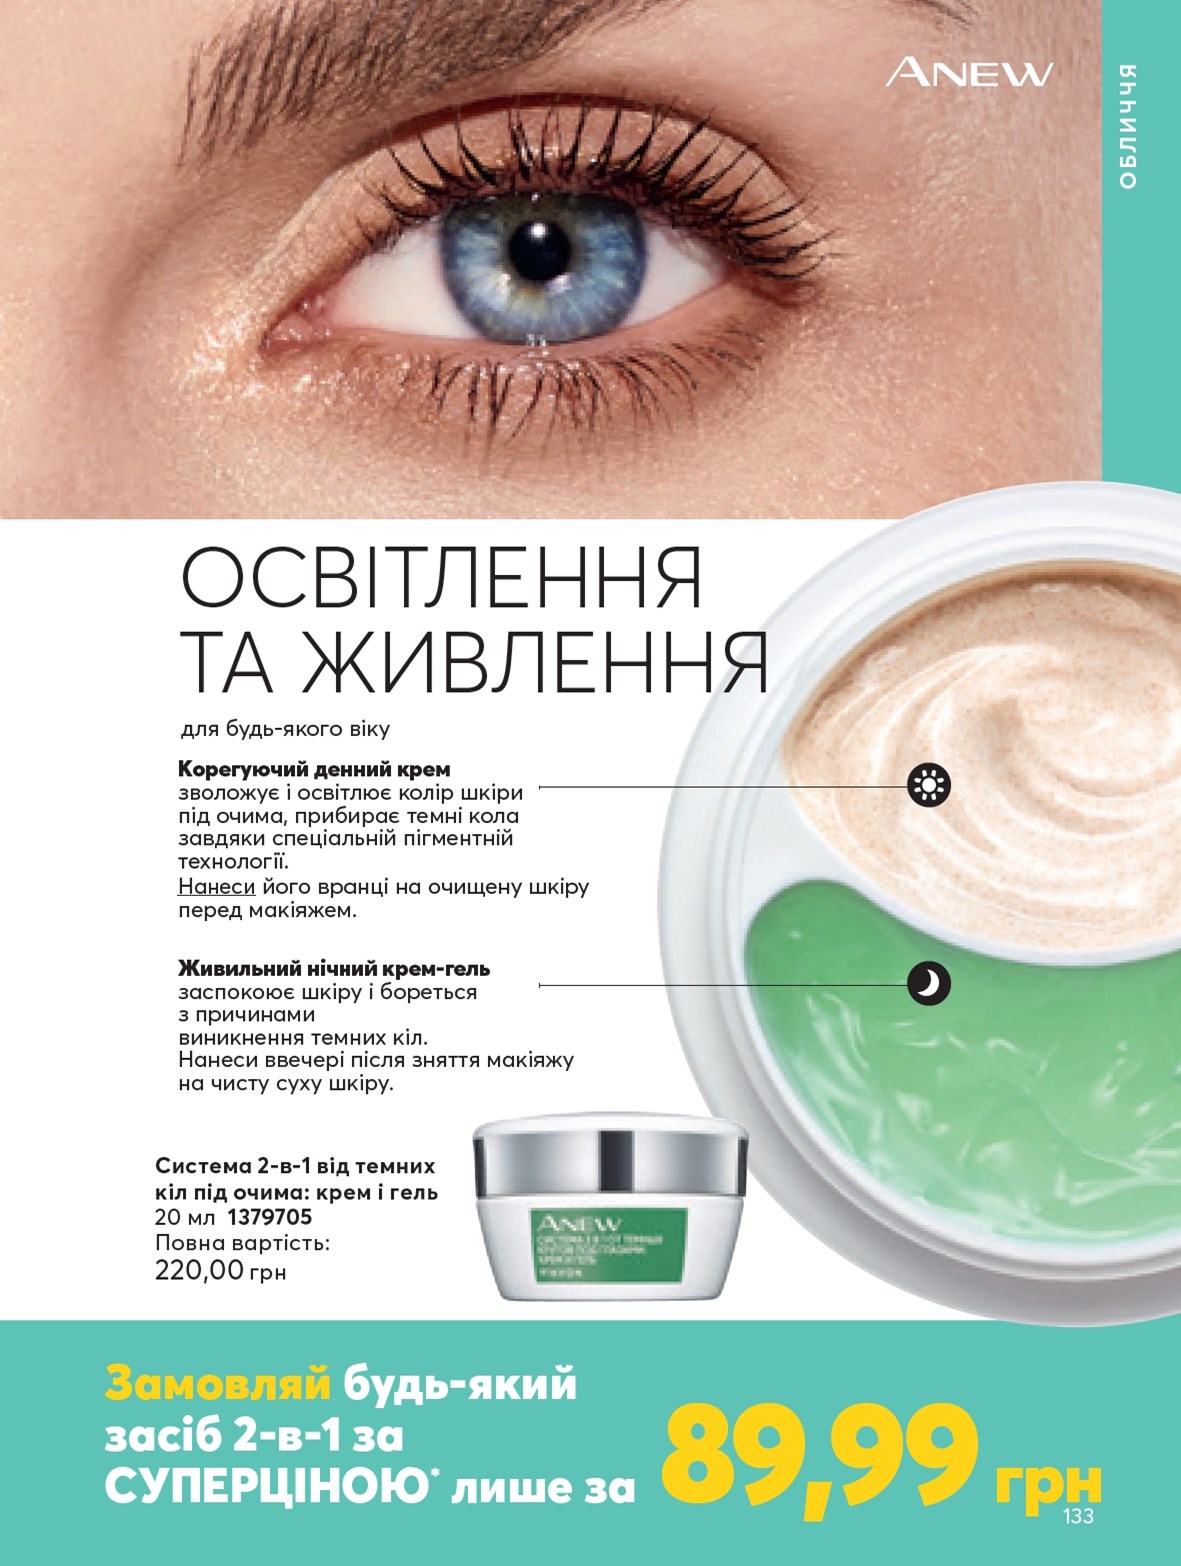 ANEW
ОБЛИЧЧЯ
ОСВІТЛЕННЯ
ТА ЖИВЛЕННЯ
для будь-якого віку
Корегуючий денний крем
зволожує і освітлює колір шкіри
під очима, прибирає темні кола
завдяки спеціальній пігментній
технології.
Нанеси його вранці на очищену шкіру
перед макіяжем.
Живильний нічний крем-гель
заспокоює шкіру і бореться
з причинами
виникнення темних кіл.
Нанеси ввечері після зняття макіяжу
на чисту суху шкіру.
Система 2-в-1 від темних
кіл під очима: крем і гель
20 мл 1379705
Повна вартість:
220,00 грн
ANEW
Замовляй будь-який
засіб 2-в-1 за
СУПЕРЦІНОЮ* лише за
89,99 грн
133